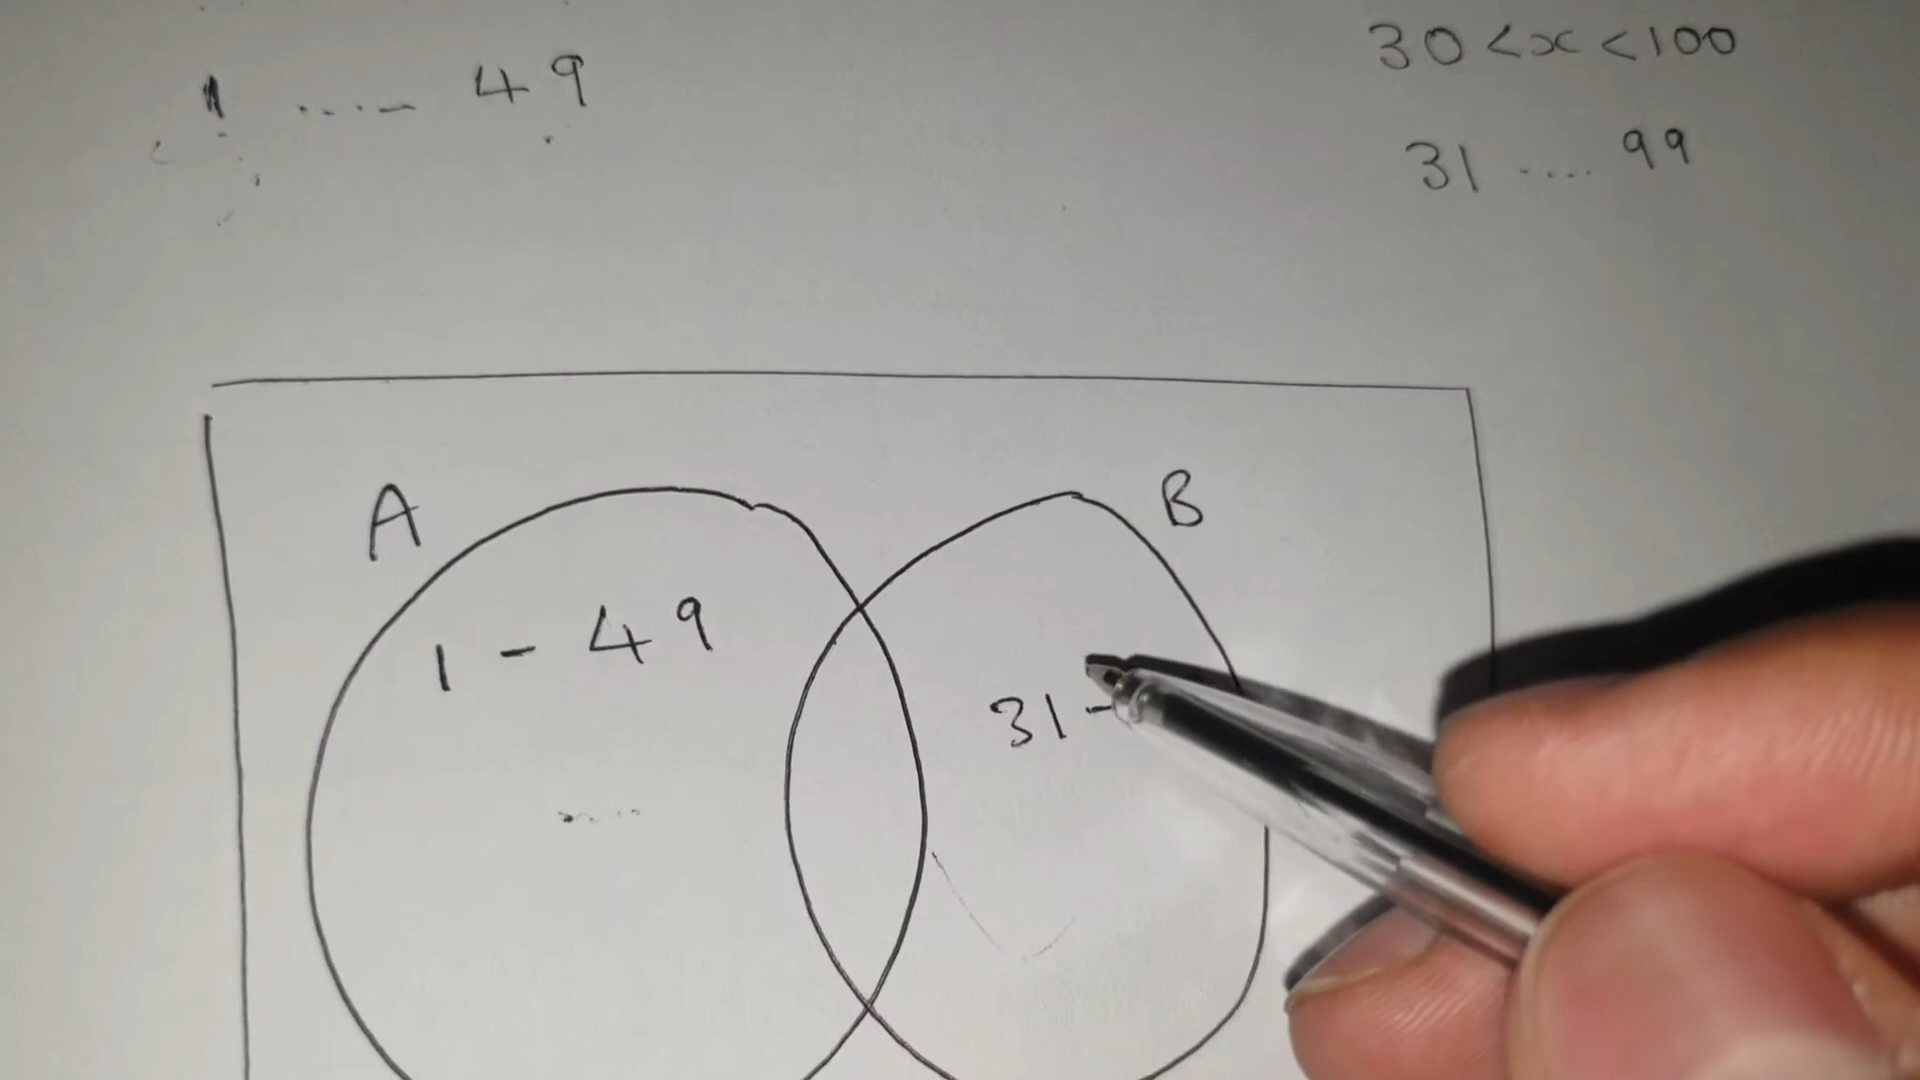 1 ..... 49
30 < x < 100
31 .... 99
A
B
1 - 49
31 -
.....